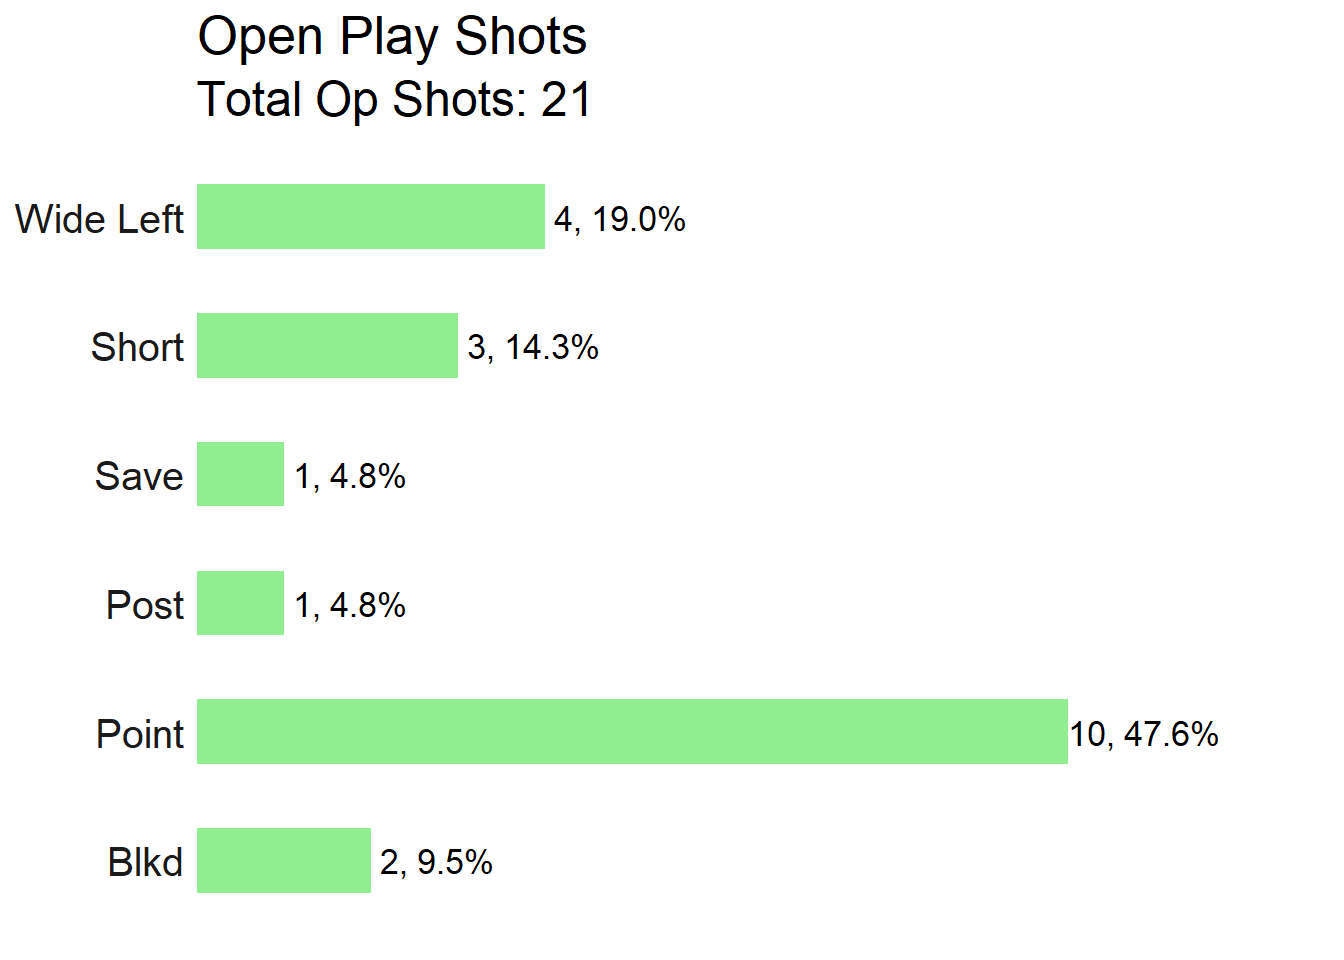 Open Play Shots
Total Op Shots: 21
Wide Left 4, 19.0%
Short 3, 14.3%
Save 1, 4.8%
Post 1, 4.8%
Point 10, 47.6%
Blkd 2, 9.5%